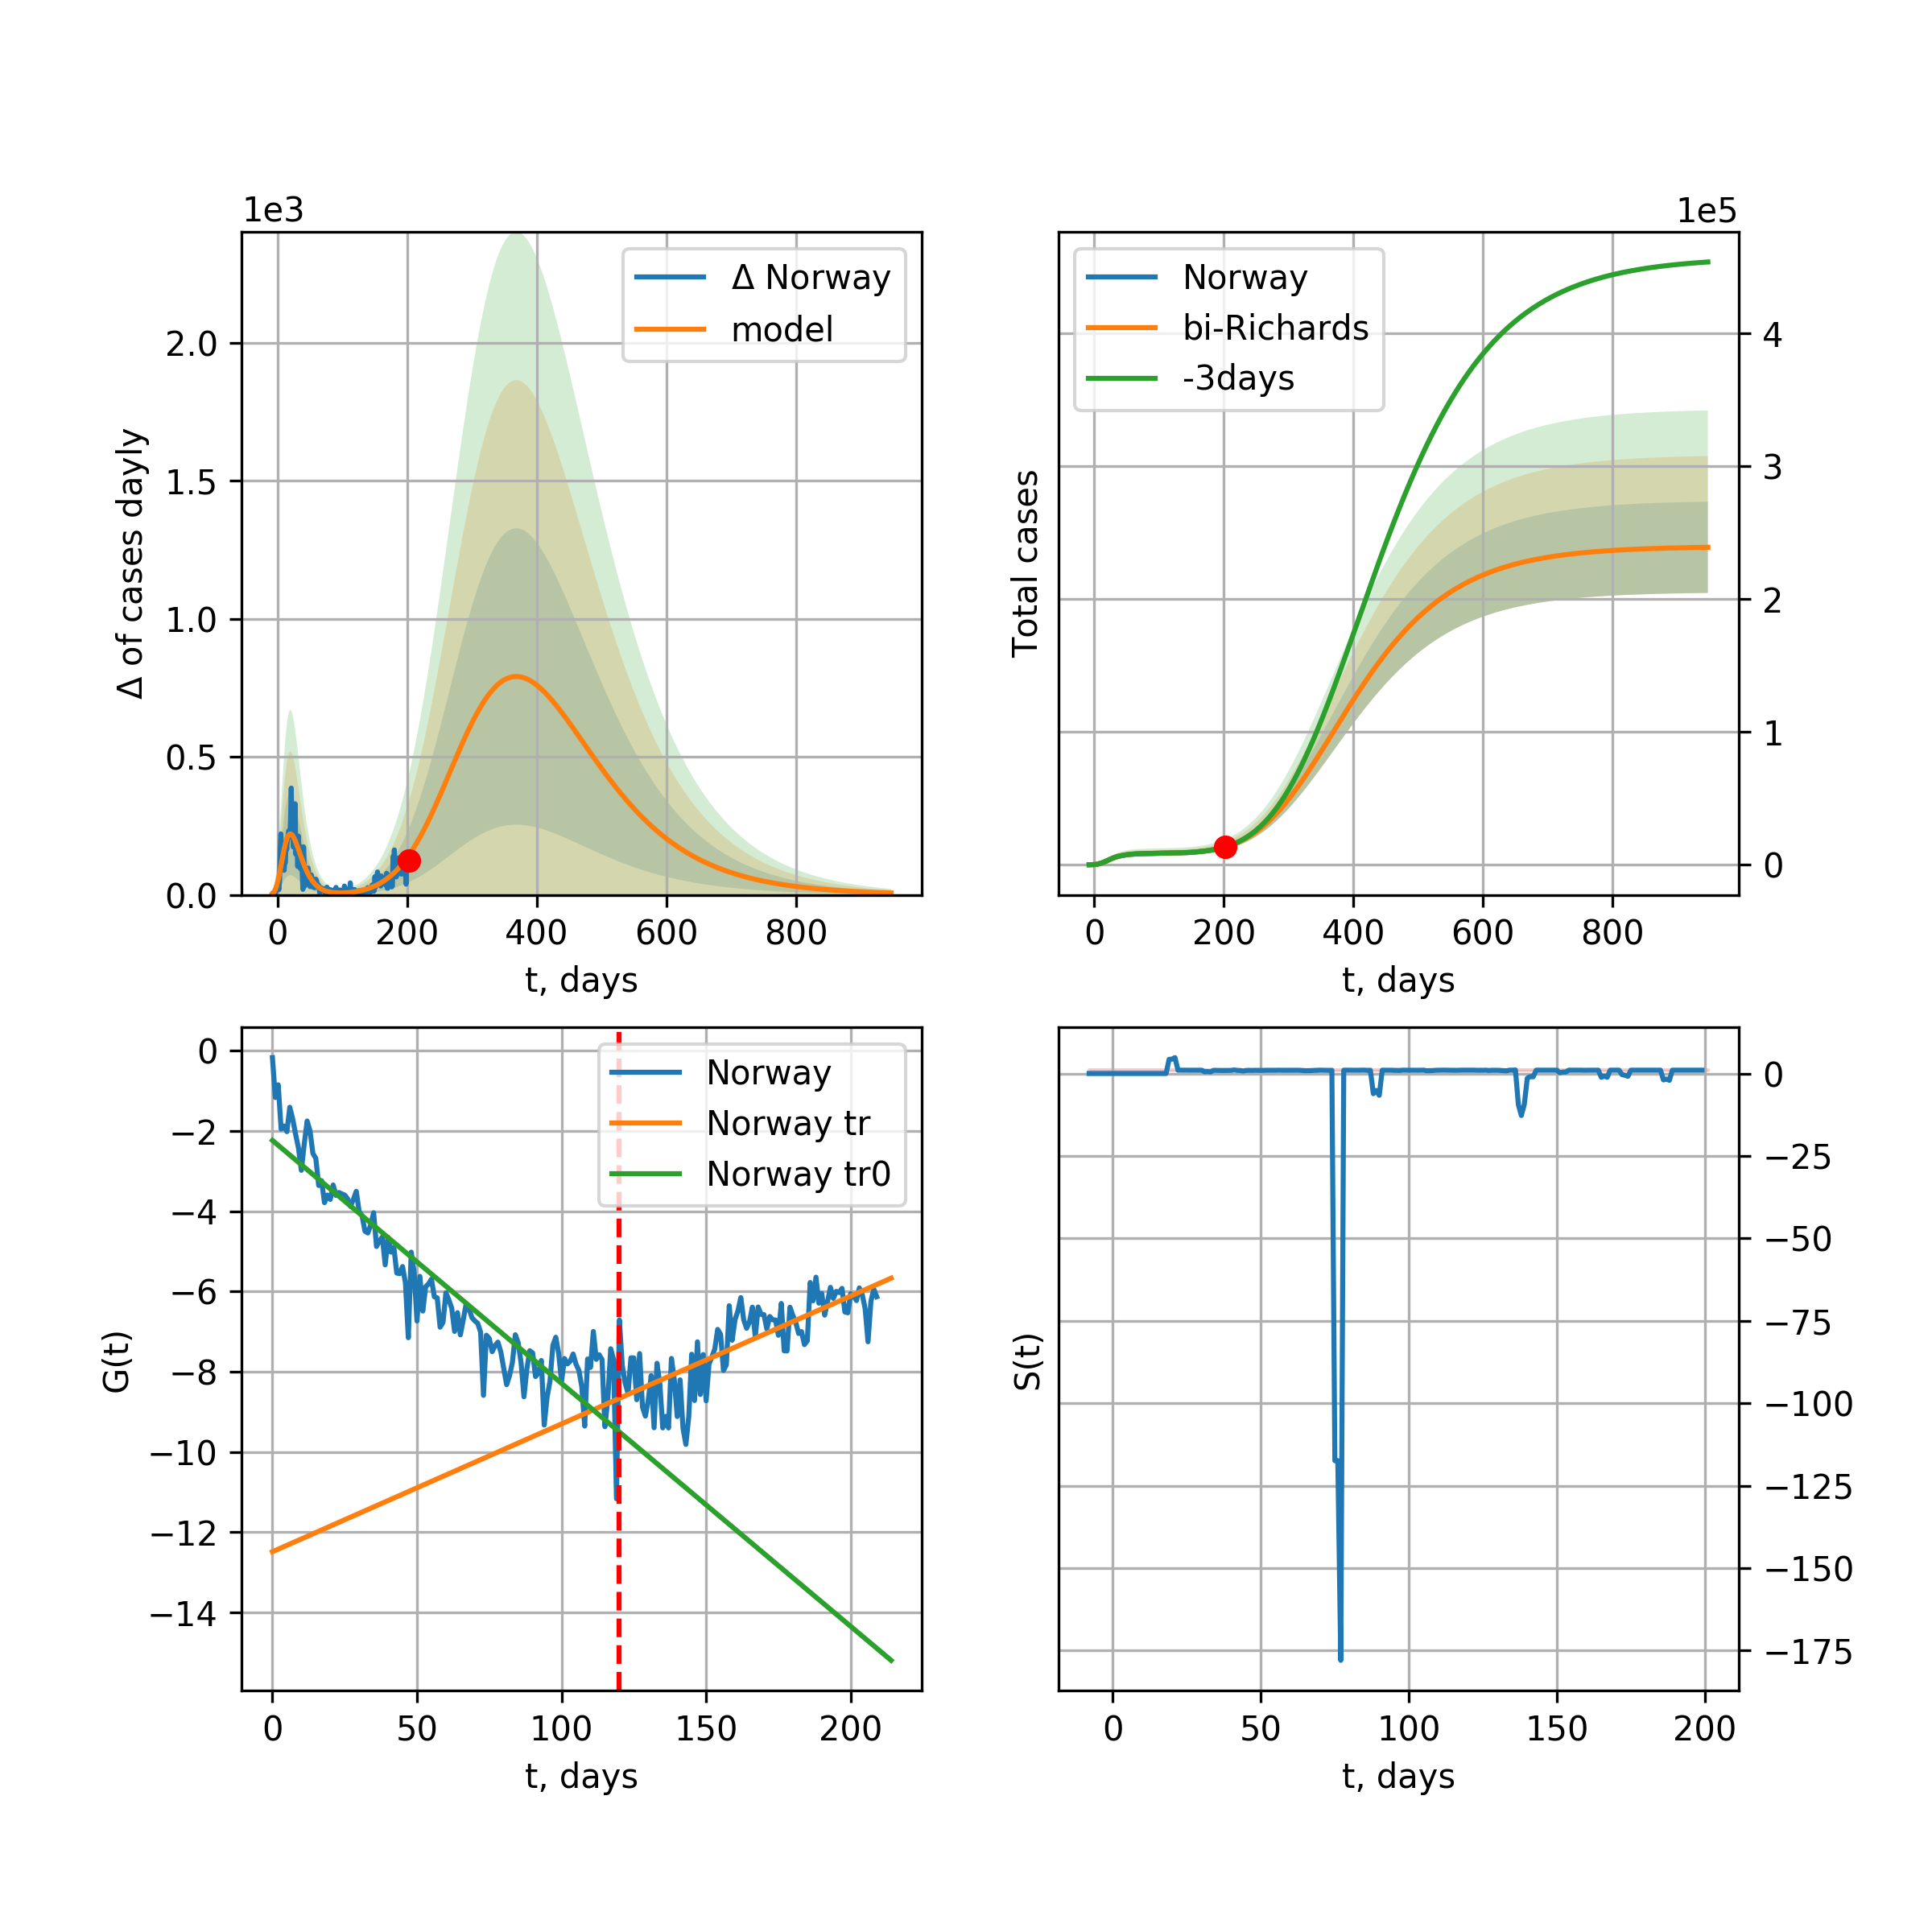 1e3
Δ of cases dayly
2.0
1.5
1.0
0.5
0.0
Δ Norway
model
0 200 400 600 800
t, days
1e5
Total cases
Norway
bi-Richards
-3days
4
3
2
1
0
0 200 400 600 800
t, days
G(t)
0
−2
−4
−6
−8
−10
−12
−14
Norway
Norway tr
Norway tr0
0 50 100 150 200
t, days
S(t)
0
−25
−50
−75
−100
−125
−150
−175
0 50 100 150 200
t, days